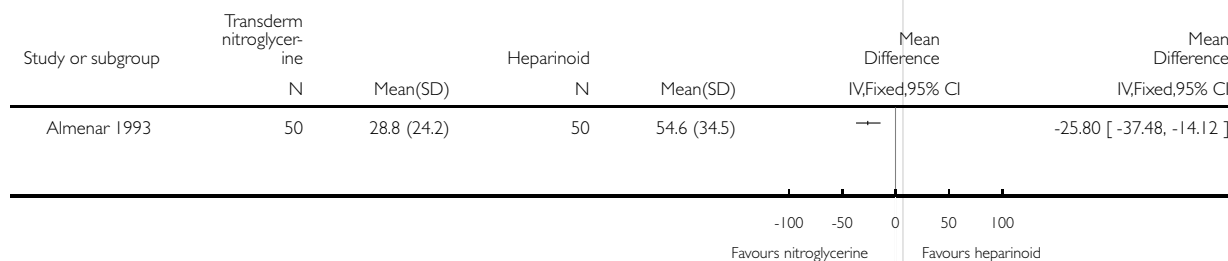 Transderm
nitroglycer-
ine
Study or subgroup Heparinoid Mean Difference Mean Difference
N Mean(SD) N Mean(SD) IV,Fixed,95% CI IV,Fixed,95% CI
Almenar 1993 50 28.8 (24.2) 50 54.6 (34.5) -25.80 [ -37.48, -14.12 ]
-100 -50 0 50 100
Favours nitroglycerine Favours heparinoid